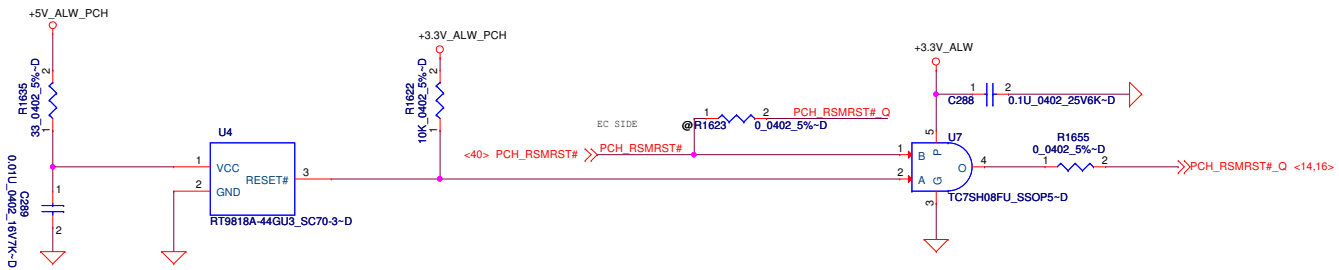 +5V_ALW_PCH
2
R1635
33_0402_5%~D
1
0.01U_0402_16V7K~D
C289
1
2
U4
1
VCC
2
GND
RESET#
3
RT9818A-44GU3_SC70-3~D
+3.3V_ALW_PCH
2
R1622
10K_0402_5%~D
1
EC SIDE
<40> PCH_RSMRST#
PCH_RSMRST#
@R1623
1
2
0_0402_5%~D
PCH_RSMRST#_Q
+3.3V_ALW
C288
1
2
0.1U_0402_25V6K~D
U7
5
P
1
B
2
A
G
O
4
3
TC7SH08FU_SSOP5~D
R1655
0_0402_5%~D
1
2
PCH_RSMRST#_Q <14,16>